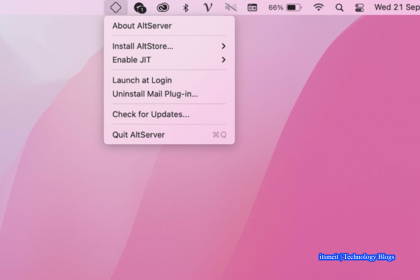 66% Wed 21 Sep
About AltServer
Install AltStore...
Enable JIT
Launch at Login
Uninstall Mail Plug-in...
Check for Updates...
Quit AltServer ⌘Q
itsmeit | Technology Blogs